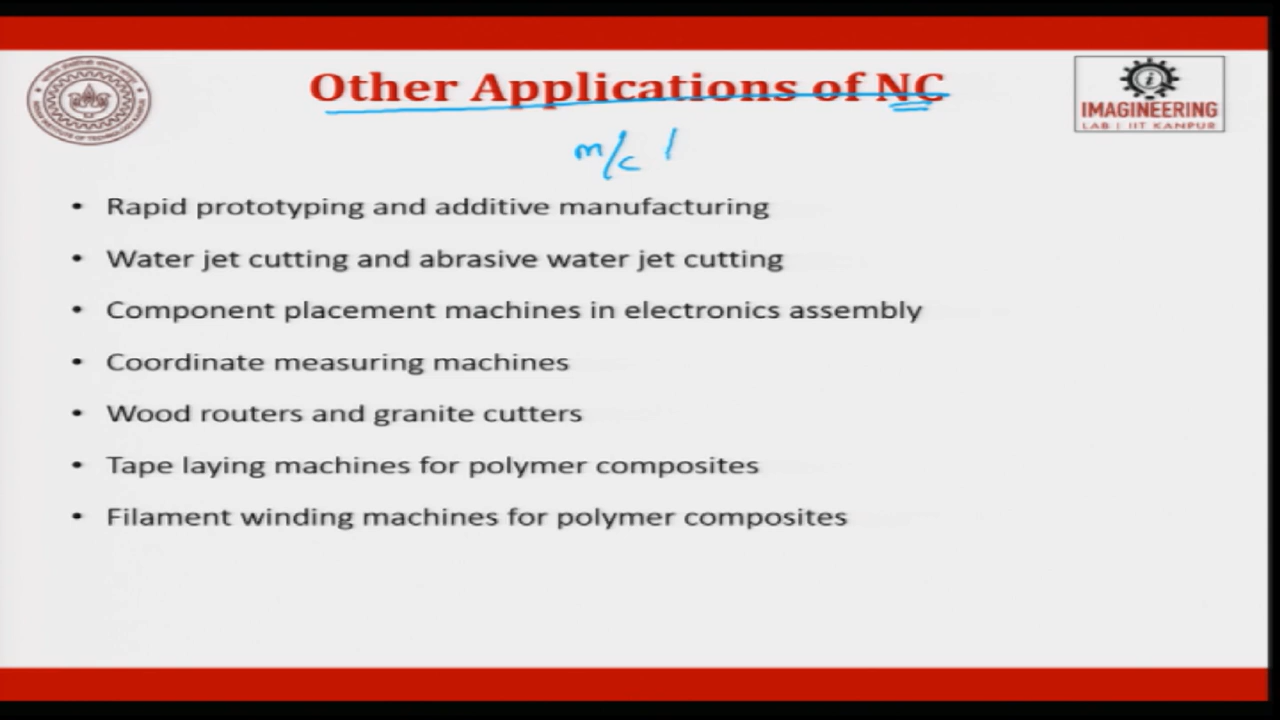 Other Applications of NC
IMAGINEERING
LAB | IIT KANPUR
m/c
• Rapid prototyping and additive manufacturing
• Water jet cutting and abrasive water jet cutting
• Component placement machines in electronics assembly
• Coordinate measuring machines
• Wood routers and granite cutters
• Tape laying machines for polymer composites
• Filament winding machines for polymer composites